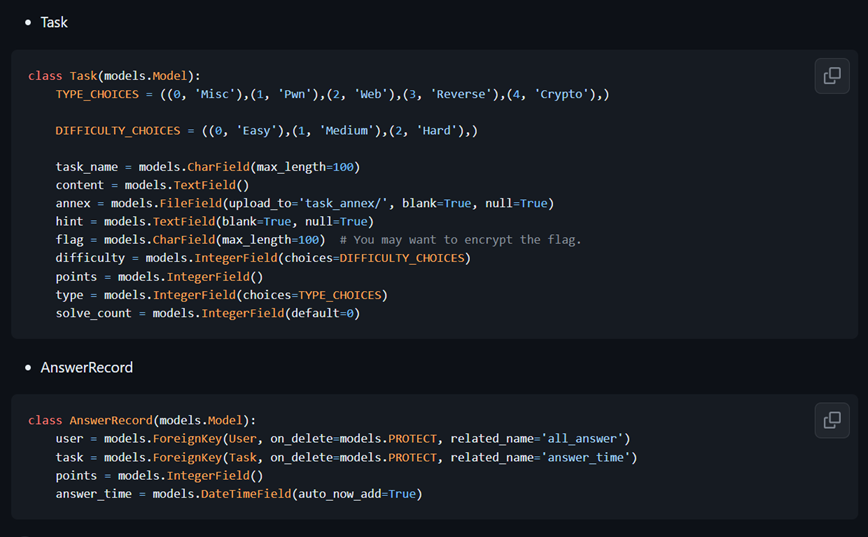 Task
class Task(models.Model):
    TYPE_CHOICES = ((0, 'Misc'),(1, 'Pwn'),(2, 'Web'),(3, 'Reverse'),(4, 'Crypto'),)
    DIFFICULTY_CHOICES = ((0, 'Easy'),(1, 'Medium'),(2, 'Hard'),)
    task_name = models.CharField(max_length=100)
    content = models.TextField()
    annex = models.FileField(upload_to='task_annex/', blank=True, null=True)
    hint = models.TextField(blank=True, null=True)
    flag = models.CharField(max_length=100)  # You may want to encrypt the flag.
    difficulty = models.IntegerField(choices=DIFFICULTY_CHOICES)
    points = models.IntegerField()
    type = models.IntegerField(choices=TYPE_CHOICES)
    solve_count = models.IntegerField(default=0)
AnswerRecord
class AnswerRecord(models.Model):
    user = models.ForeignKey(User, on_delete=models.PROTECT, related_name='all_answer')
    task = models.ForeignKey(Task, on_delete=models.PROTECT, related_name='answer_time')
    points = models.IntegerField()
    answer_time = models.DateTimeField(auto_now_add=True)